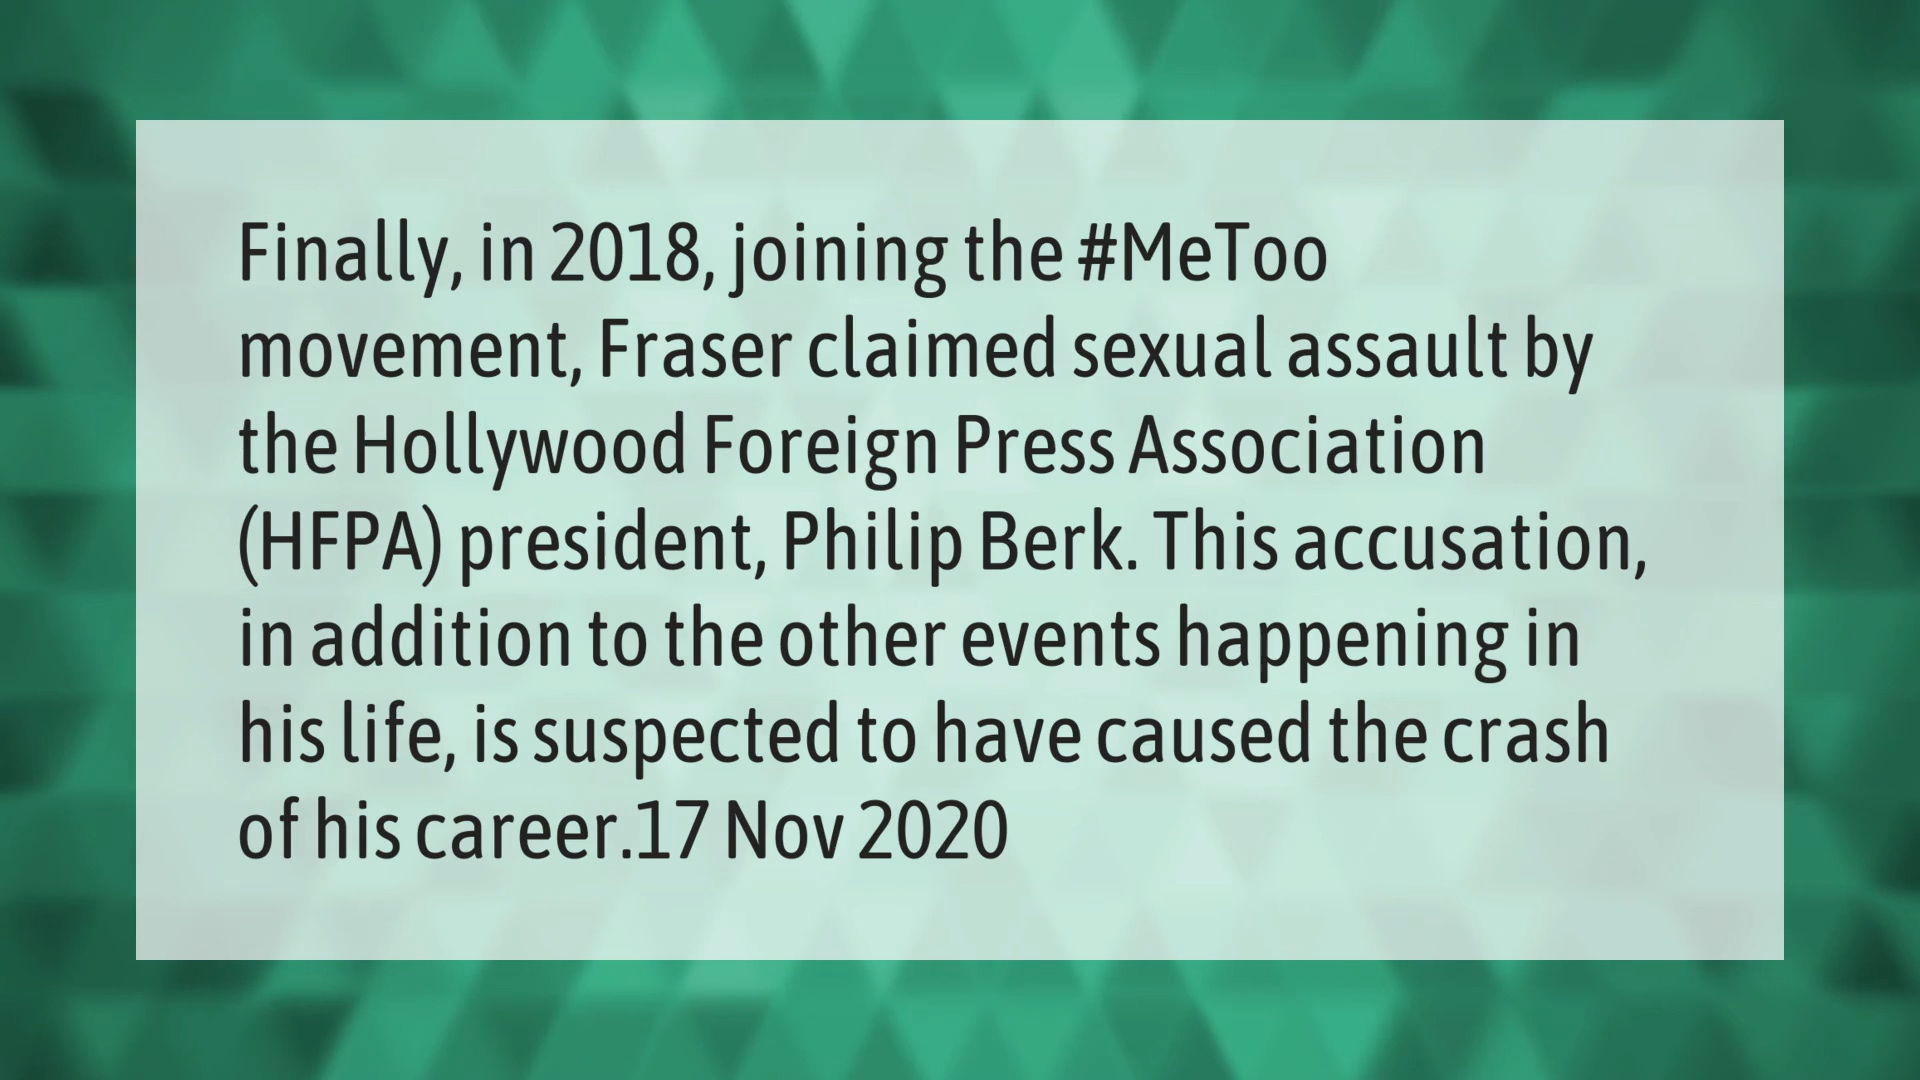 Finally, in 2018, joining the #MeToo
movement, Fraser claimed sexual assault by
the Hollywood Foreign Press Association
(HFPA) president, Philip Berk. This accusation,
in addition to the other events happening in
his life, is suspected to have caused the crash
of his career.17 Nov 2020